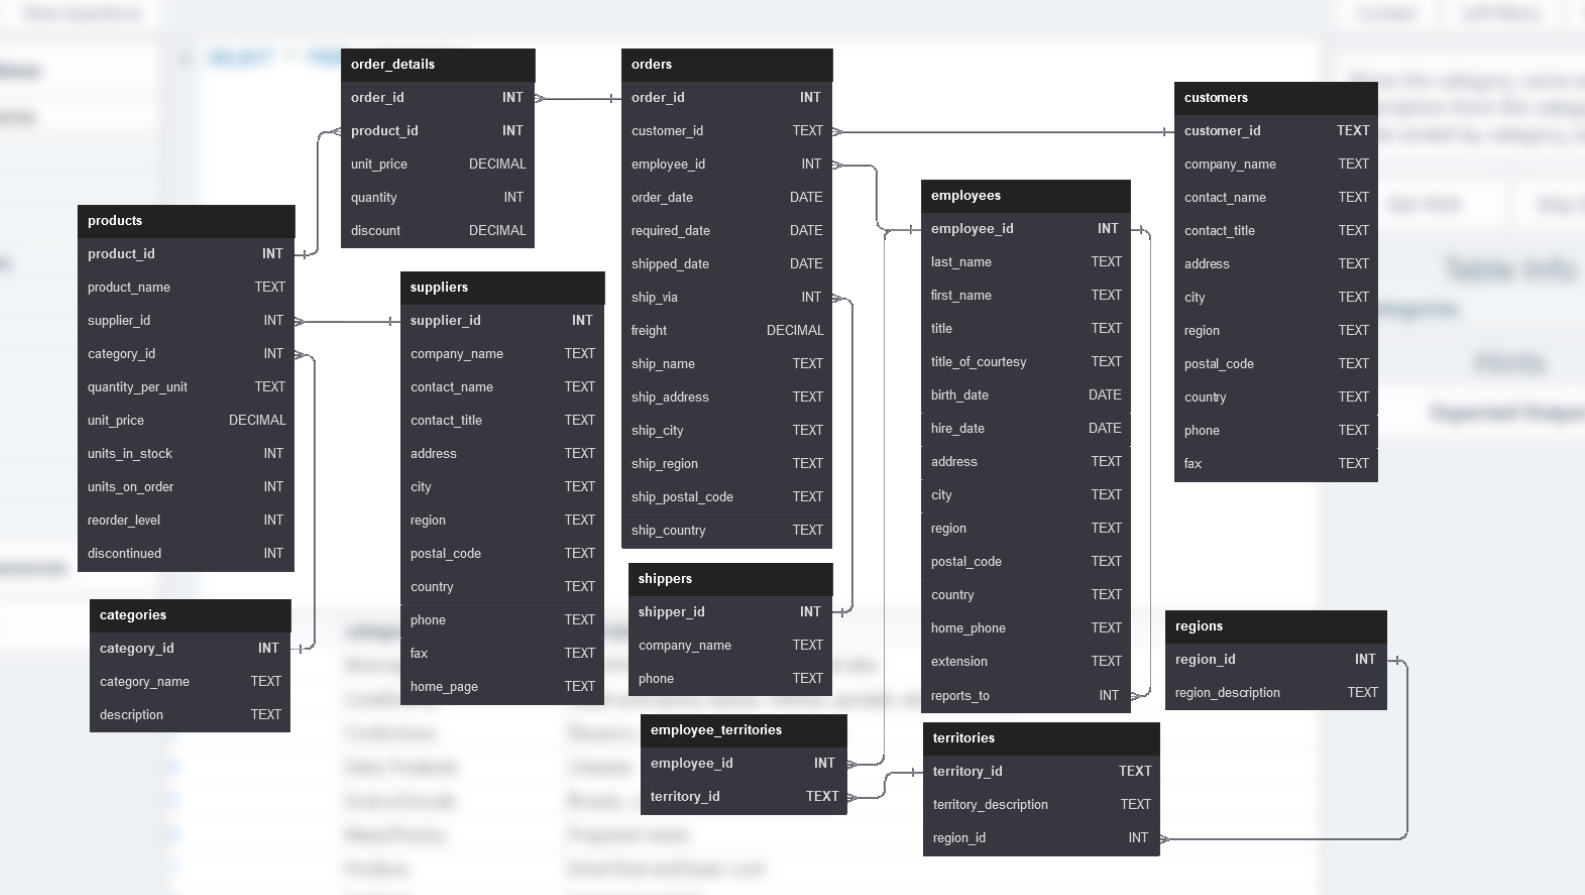 order_details
order_id INT
product_id INT
unit_price DECIMAL
quantity INT
discount DECIMAL
orders
order_id INT
customer_id TEXT
employee_id INT
order_date DATE
required_date DATE
shipped_date DATE
ship_via INT
freight DECIMAL
ship_name TEXT
ship_address TEXT
ship_city TEXT
ship_region TEXT
ship_postal_code TEXT
ship_country TEXT
customers
customer_id TEXT
company_name TEXT
contact_name TEXT
contact_title TEXT
address TEXT
city TEXT
region TEXT
postal_code TEXT
country TEXT
phone TEXT
fax TEXT
employees
employee_id INT
last_name TEXT
first_name TEXT
title TEXT
title_of_courtesy TEXT
birth_date DATE
hire_date DATE
address TEXT
city TEXT
region TEXT
postal_code TEXT
country TEXT
home_phone TEXT
extension TEXT
reports_to INT
products
product_id INT
product_name TEXT
supplier_id INT
category_id INT
quantity_per_unit TEXT
unit_price DECIMAL
units_in_stock INT
units_on_order INT
reorder_level INT
discontinued INT
suppliers
supplier_id INT
company_name TEXT
contact_name TEXT
contact_title TEXT
address TEXT
city TEXT
region TEXT
postal_code TEXT
country TEXT
phone TEXT
fax TEXT
home_page TEXT
shippers
shipper_id INT
company_name TEXT
phone TEXT
categories
category_id INT
category_name TEXT
description TEXT
regions
region_id INT
region_description TEXT
employee_territories
employee_id INT
territory_id TEXT
territories
territory_id TEXT
territory_description TEXT
region_id INT
Table Info
Hints